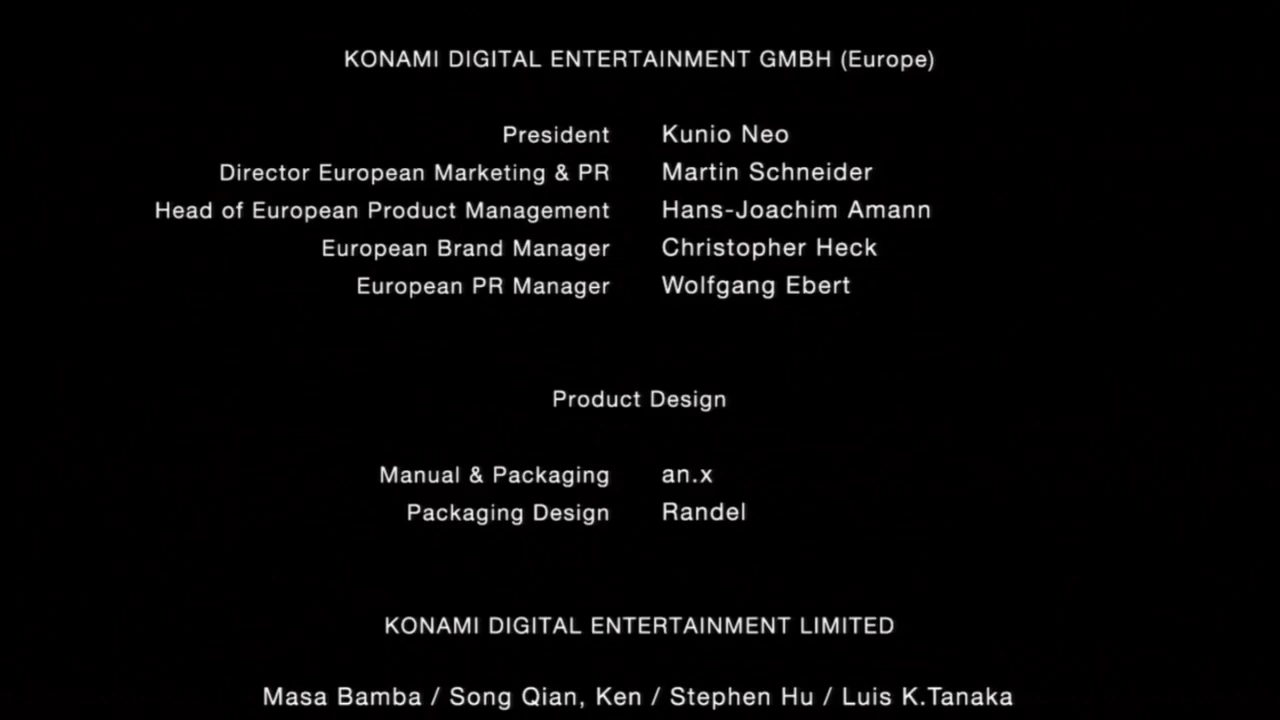 KONAMI DIGITAL ENTERTAINMENT GMBH (Europe)
President Kunio Neo
Director European Marketing & PR Martin Schneider
Head of European Product Management Hans-Joachim Amann
European Brand Manager Christopher Heck
European PR Manager Wolfgang Ebert
Product Design
Manual & Packaging an.x
Packaging Design Randel
KONAMI DIGITAL ENTERTAINMENT LIMITED
Masa Bamba / Song Qian, Ken / Stephen Hu / Luis K.Tanaka